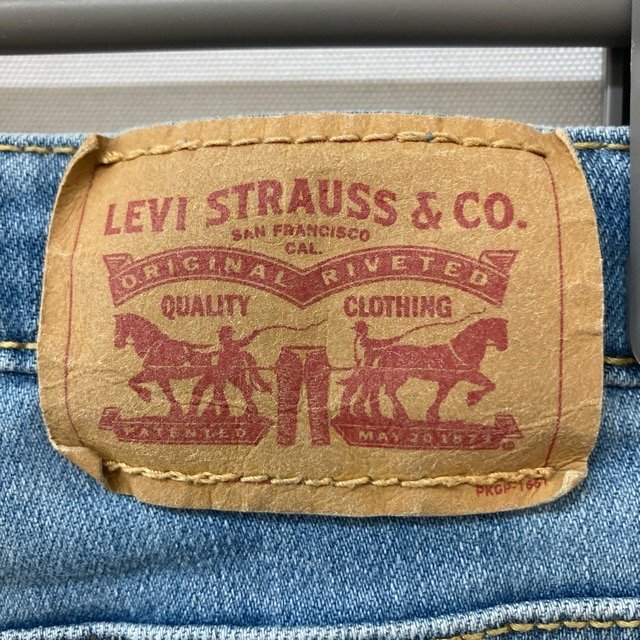 LEVI STRAUSS & CO.
SAN FRANCISCO
CAL.
ORIGINAL RIVETED
QUALITY CLOTHING
PATENTED MAY 20 1873